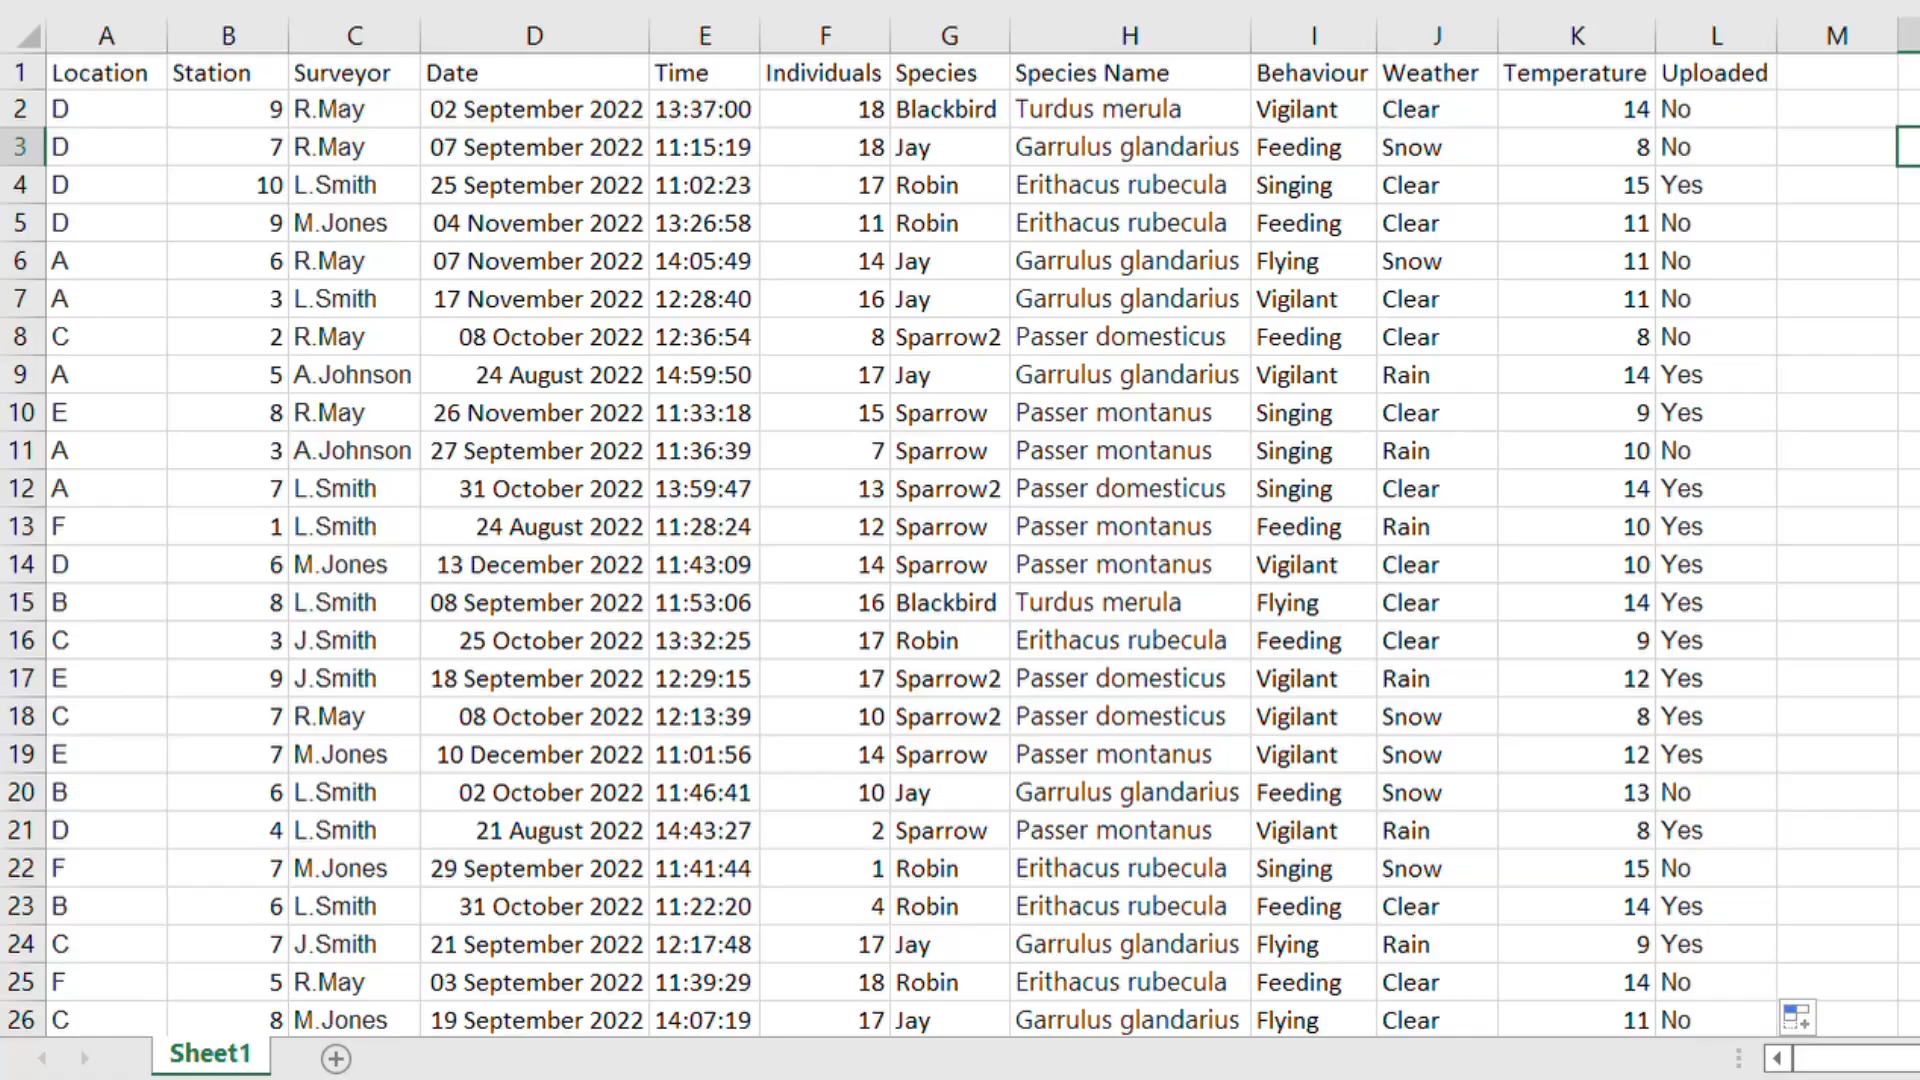 A B C D E F G H I J K L M
1 Location Station Surveyor Date Time Individuals Species Species Name Behaviour Weather Temperature Uploaded
2 D 9 R.May 02 September 2022 13:37:00 18 Blackbird Turdus merula Vigilant Clear 14 No
3 D 7 R.May 07 September 2022 11:15:19 18 Jay Garrulus glandarius Feeding Snow 8 No
4 D 10 L.Smith 25 September 2022 11:02:23 17 Robin Erithacus rubecula Singing Clear 15 Yes
5 D 9 M.Jones 04 November 2022 13:26:58 11 Robin Erithacus rubecula Feeding Clear 11 No
6 A 6 R.May 07 November 2022 14:05:49 14 Jay Garrulus glandarius Flying Snow 11 No
7 A 3 L.Smith 17 November 2022 12:28:40 16 Jay Garrulus glandarius Vigilant Clear 11 No
8 C 2 R.May 08 October 2022 12:36:54 8 Sparrow2 Passer domesticus Feeding Clear 8 No
9 A 5 A.Johnson 24 August 2022 14:59:50 17 Jay Garrulus glandarius Vigilant Rain 14 Yes
10 E 8 R.May 26 November 2022 11:33:18 15 Sparrow Passer montanus Singing Clear 9 Yes
11 A 3 A.Johnson 27 September 2022 11:36:39 7 Sparrow Passer montanus Singing Rain 10 No
12 A 7 L.Smith 31 October 2022 13:59:47 13 Sparrow2 Passer domesticus Singing Clear 14 Yes
13 F 1 L.Smith 24 August 2022 11:28:24 12 Sparrow Passer montanus Feeding Rain 10 Yes
14 D 6 M.Jones 13 December 2022 11:43:09 14 Sparrow Passer montanus Vigilant Clear 10 Yes
15 B 8 L.Smith 08 September 2022 11:53:06 16 Blackbird Turdus merula Flying Clear 14 Yes
16 C 3 J.Smith 25 October 2022 13:32:25 17 Robin Erithacus rubecula Feeding Clear 9 Yes
17 E 9 J.Smith 18 September 2022 12:29:15 17 Sparrow2 Passer domesticus Vigilant Rain 12 Yes
18 C 7 R.May 08 October 2022 12:13:39 10 Sparrow2 Passer domesticus Vigilant Snow 8 Yes
19 E 7 M.Jones 10 December 2022 11:01:56 14 Sparrow Passer montanus Vigilant Snow 12 Yes
20 B 6 L.Smith 02 October 2022 11:46:41 10 Jay Garrulus glandarius Feeding Snow 13 No
21 D 4 L.Smith 21 August 2022 14:43:27 2 Sparrow Passer montanus Vigilant Rain 8 Yes
22 F 7 M.Jones 29 September 2022 11:41:44 1 Robin Erithacus rubecula Singing Snow 15 No
23 B 6 L.Smith 31 October 2022 11:22:20 4 Robin Erithacus rubecula Feeding Clear 14 Yes
24 C 7 J.Smith 21 September 2022 12:17:48 17 Jay Garrulus glandarius Flying Rain 9 Yes
25 F 5 R.May 03 September 2022 11:39:29 18 Robin Erithacus rubecula Feeding Clear 14 No
26 C 8 M.Jones 19 September 2022 14:07:19 17 Jay Garrulus glandarius Flying Clear 11 No
Sheet1